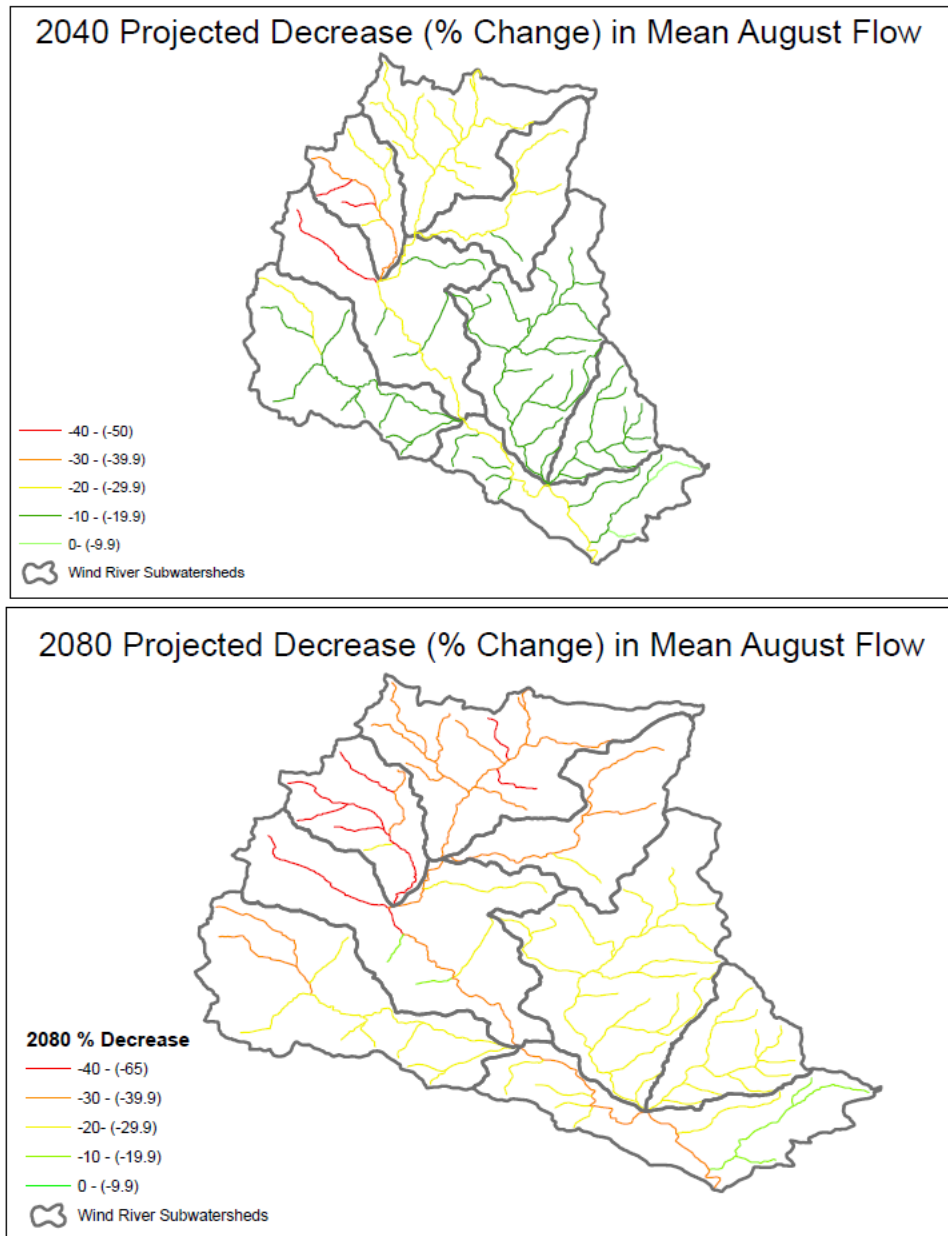 2040 Projected Decrease (% Change) in Mean August Flow
-40 - (-50)
-30 - (-39.9)
-20 - (-29.9)
-10 - (-19.9)
0- (-9.9)
Wind River Subwatersheds
2080 Projected Decrease (% Change) in Mean August Flow
2080 % Decrease
-40 - (-65)
-30 - (-39.9)
-20- (-29.9)
-10 - (-19.9)
0 - (-9.9)
Wind River Subwatersheds